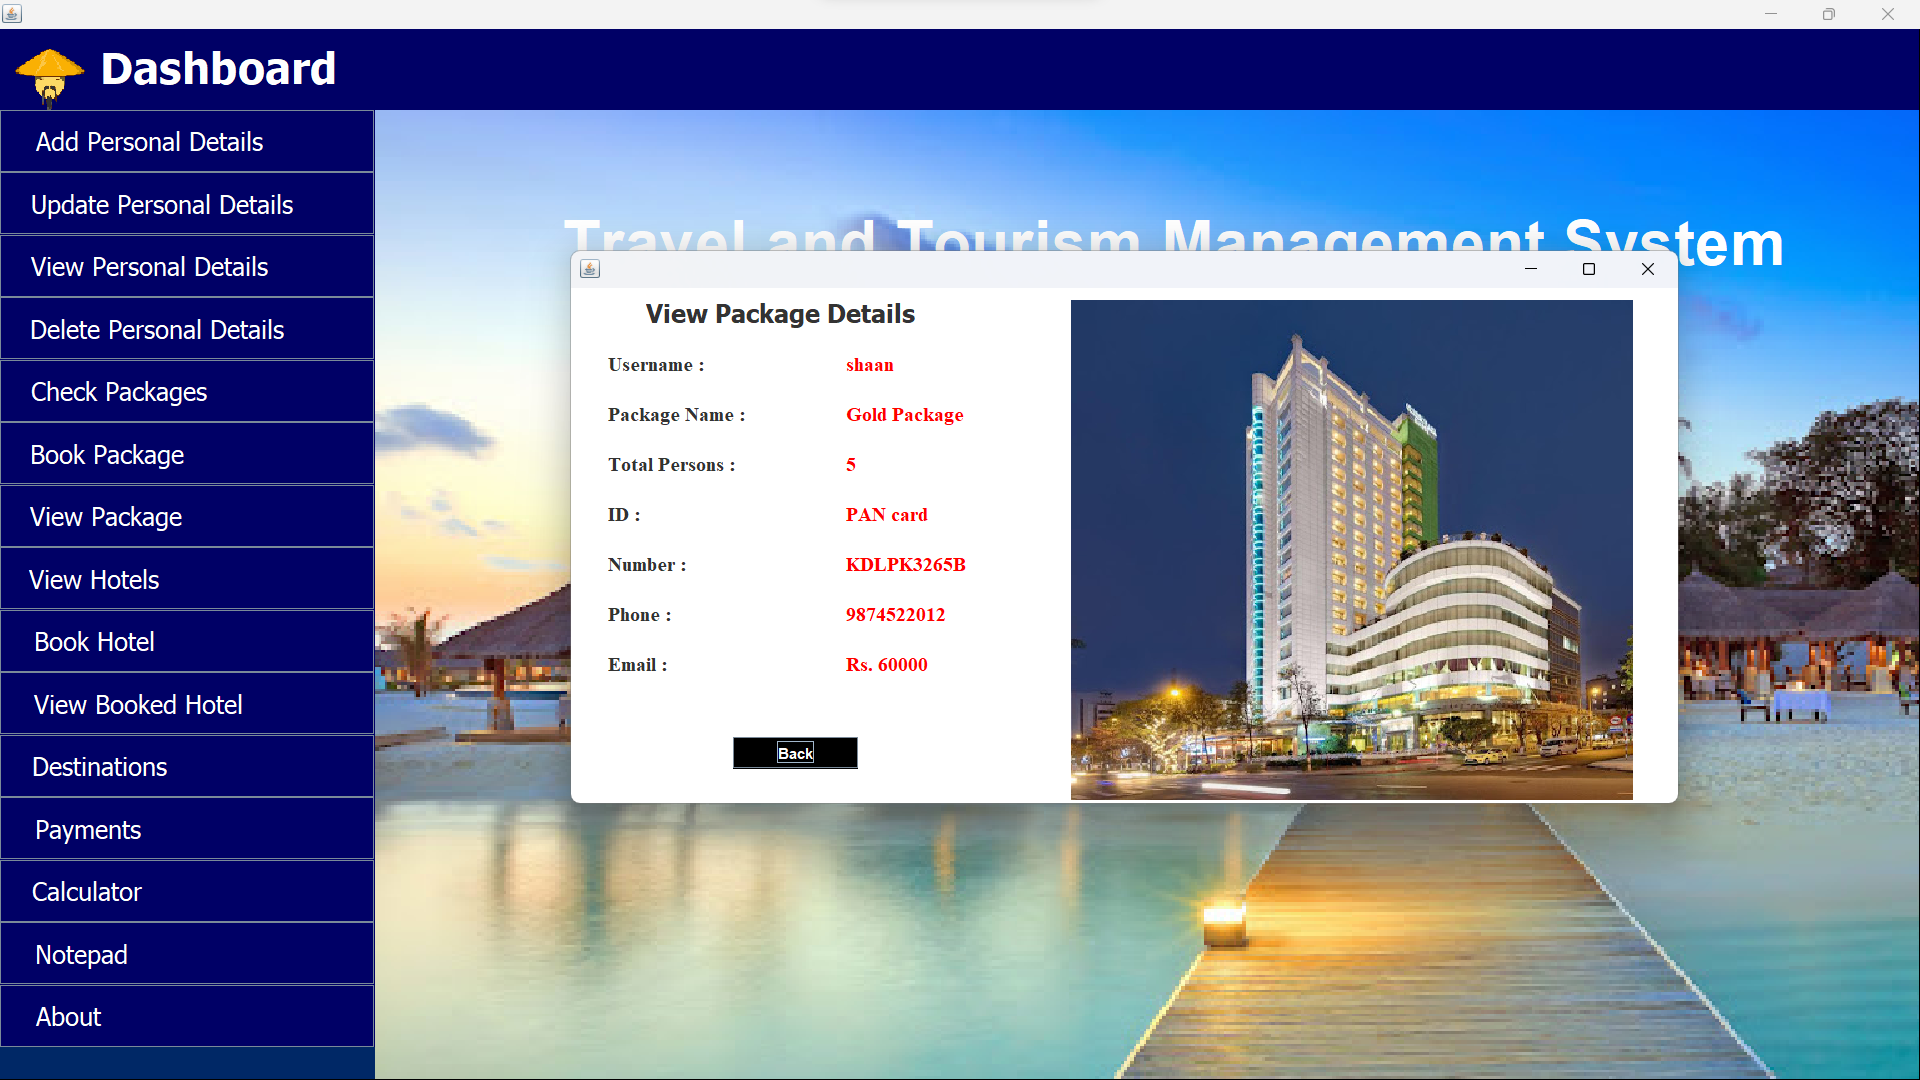 Dashboard
Add Personal Details
Update Personal Details
View Personal Details
Delete Personal Details
Check Packages
Book Package
View Package
View Hotels
Book Hotel
View Booked Hotel
Destinations
Payments
Calculator
Notepad
About
Travel and Tourism Management System
View Package Details
Username : shaan
Package Name : Gold Package
Total Persons : 5
ID : PAN card
Number : KDLPK3265B
Phone : 9874522012
Email : Rs. 60000
Back